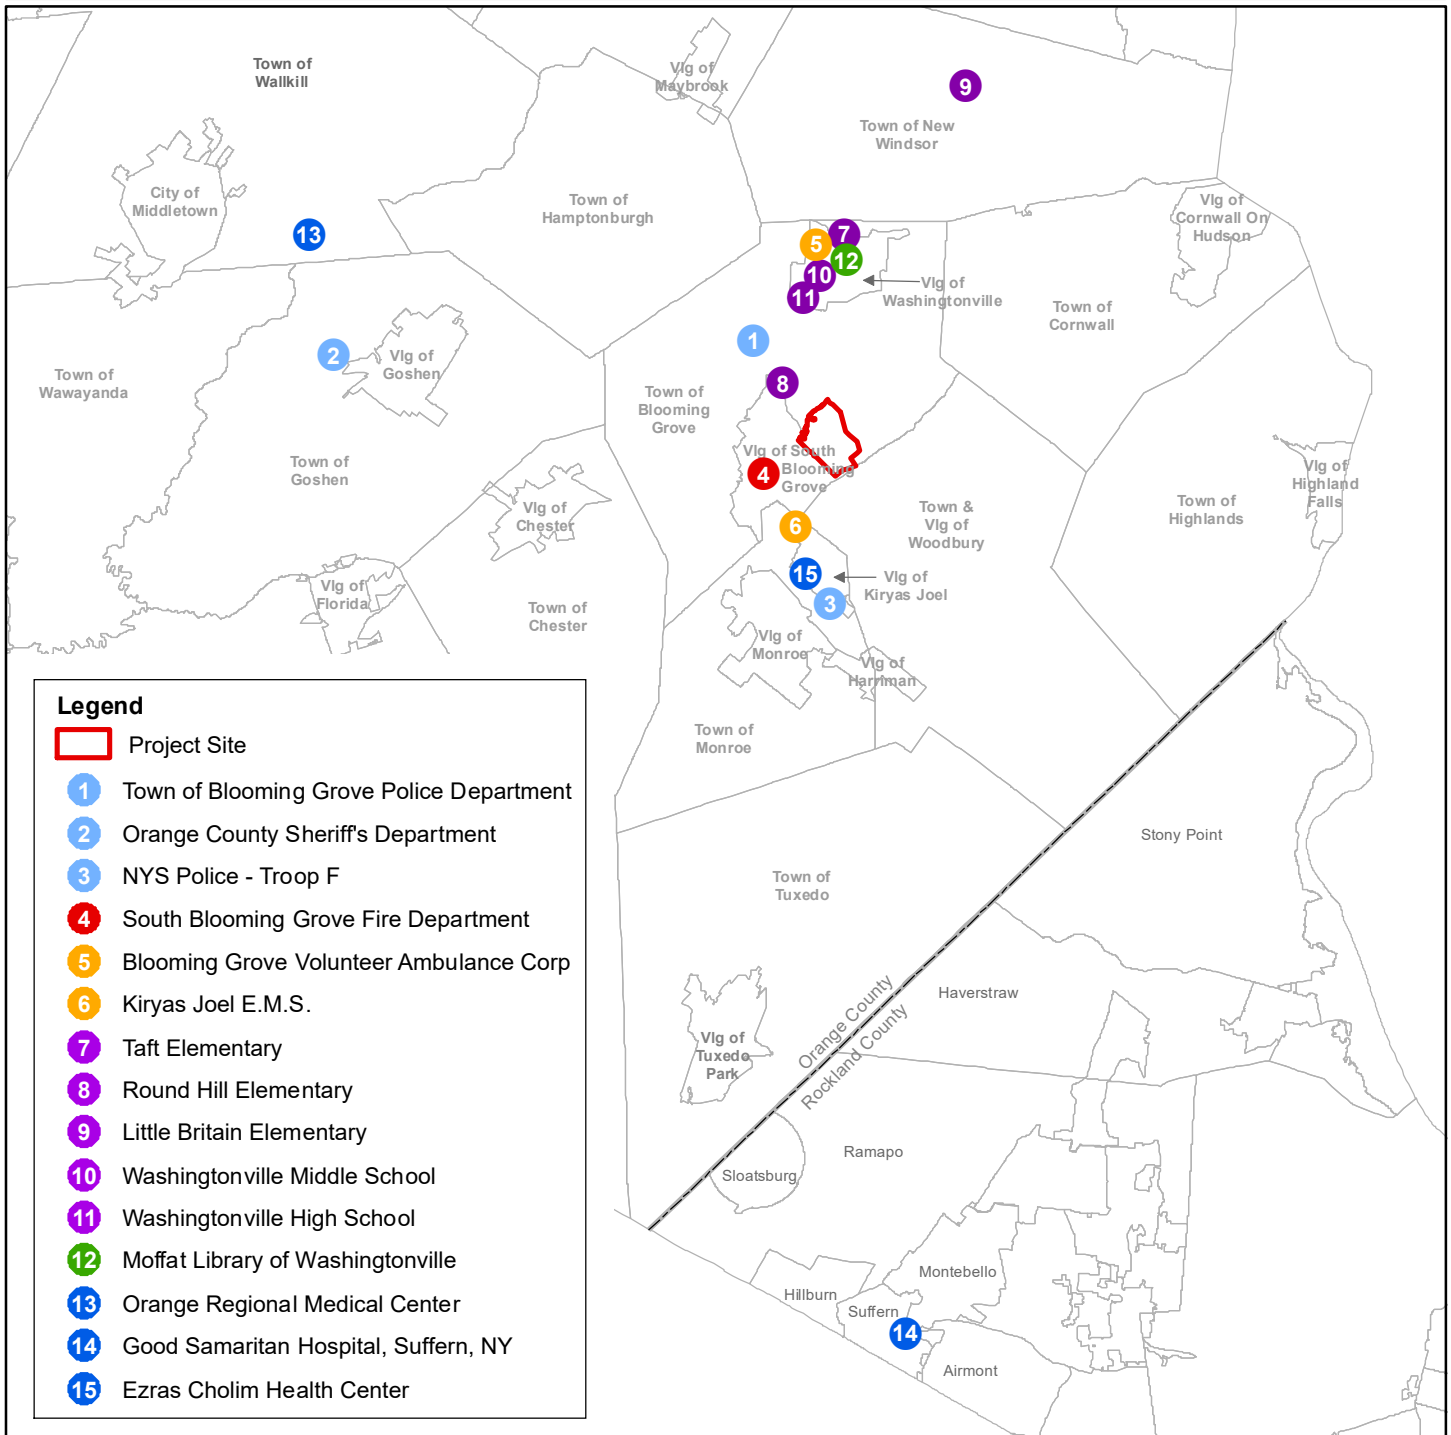 Town of
Wallkill
Vlg of
Maybrook
9
Town of New
Windsor
City of
Middletown
Town of
Hamptonburgh
Vlg of
Cornwall On
Hudson
13
7
5
12
10
11
Vlg of
Washingtonville
Town of
Cornwall
1
2
Vlg of
Goshen
Town of
Wawayanda
8
Town of
Blooming
Grove
Vlg of South
Blooming
Grove
4
Town of
Goshen
Vlg of
Chester
Town &
Vlg of
Woodbury
Town of
Highlands
Vlg of
Highland
Falls
6
15
Vlg of
Kiryas Joel
3
Vlg of
Florida
Town of
Chester
Vlg of
Monroe
Vlg of
Harriman
Town of
Monroe
Stony Point
Town of
Tuxedo
Haverstraw
Orange County
Rockland County
Vlg of
Tuxedo
Park
Ramapo
Sloatsburg
Montebello
Hillburn
Suffern
14
Airmont
Legend
Project Site
1 Town of Blooming Grove Police Department
2 Orange County Sheriff's Department
3 NYS Police - Troop F
4 South Blooming Grove Fire Department
5 Blooming Grove Volunteer Ambulance Corp
6 Kiryas Joel E.M.S.
7 Taft Elementary
8 Round Hill Elementary
9 Little Britain Elementary
10 Washingtonville Middle School
11 Washingtonville High School
12 Moffat Library of Washingtonville
13 Orange Regional Medical Center
14 Good Samaritan Hospital, Suffern, NY
15 Ezras Cholim Health Center